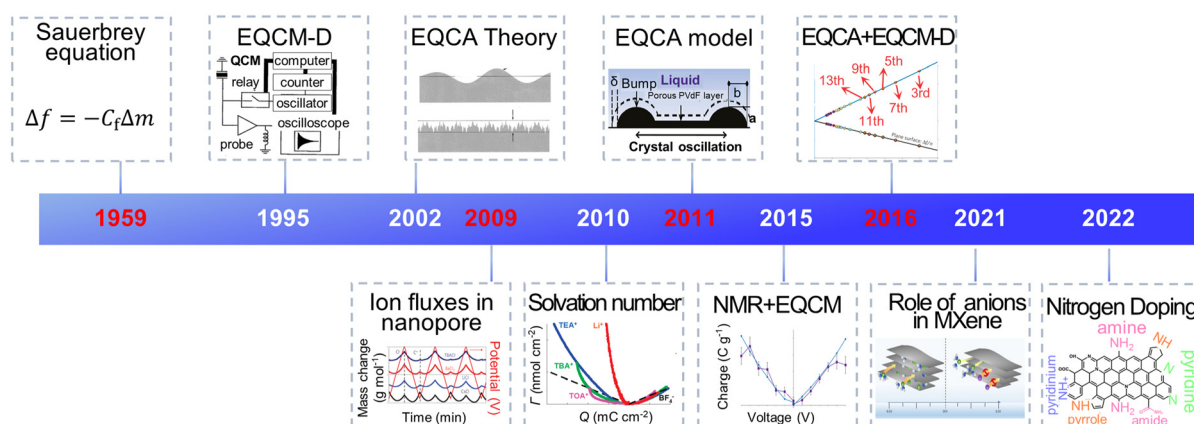 Sauerbrey
equation
Δf = −CfΔm
EQCM-D
QCM
computer
relay
counter
oscillator
oscilloscope
probe
EQCA Theory
EQCA model
δ
Bump
Liquid
b
Porous PVdF layer
a
Crystal oscillation
EQCA+EQCM-D
13th
9th
5th
3rd
7th
11th
1959
1995
2002
2009
2010
2011
2015
2016
2021
2022
Ion fluxes in
nanopore
Mass change
(g mol-1)
Potential (V)
Time (min)
Solvation number
TEA+
Li+
TBA+
TOA+
BF4-
Γ (nmol cm-2)
Q (mC cm-2)
NMR+EQCM
Charge (C g-1)
Voltage (V)
Role of anions
in MXene
Nitrogen Doping
amine
NH2
NH
pyridinium
NH+
N
N
pyridine
NH
pyrrole
NH2
amide